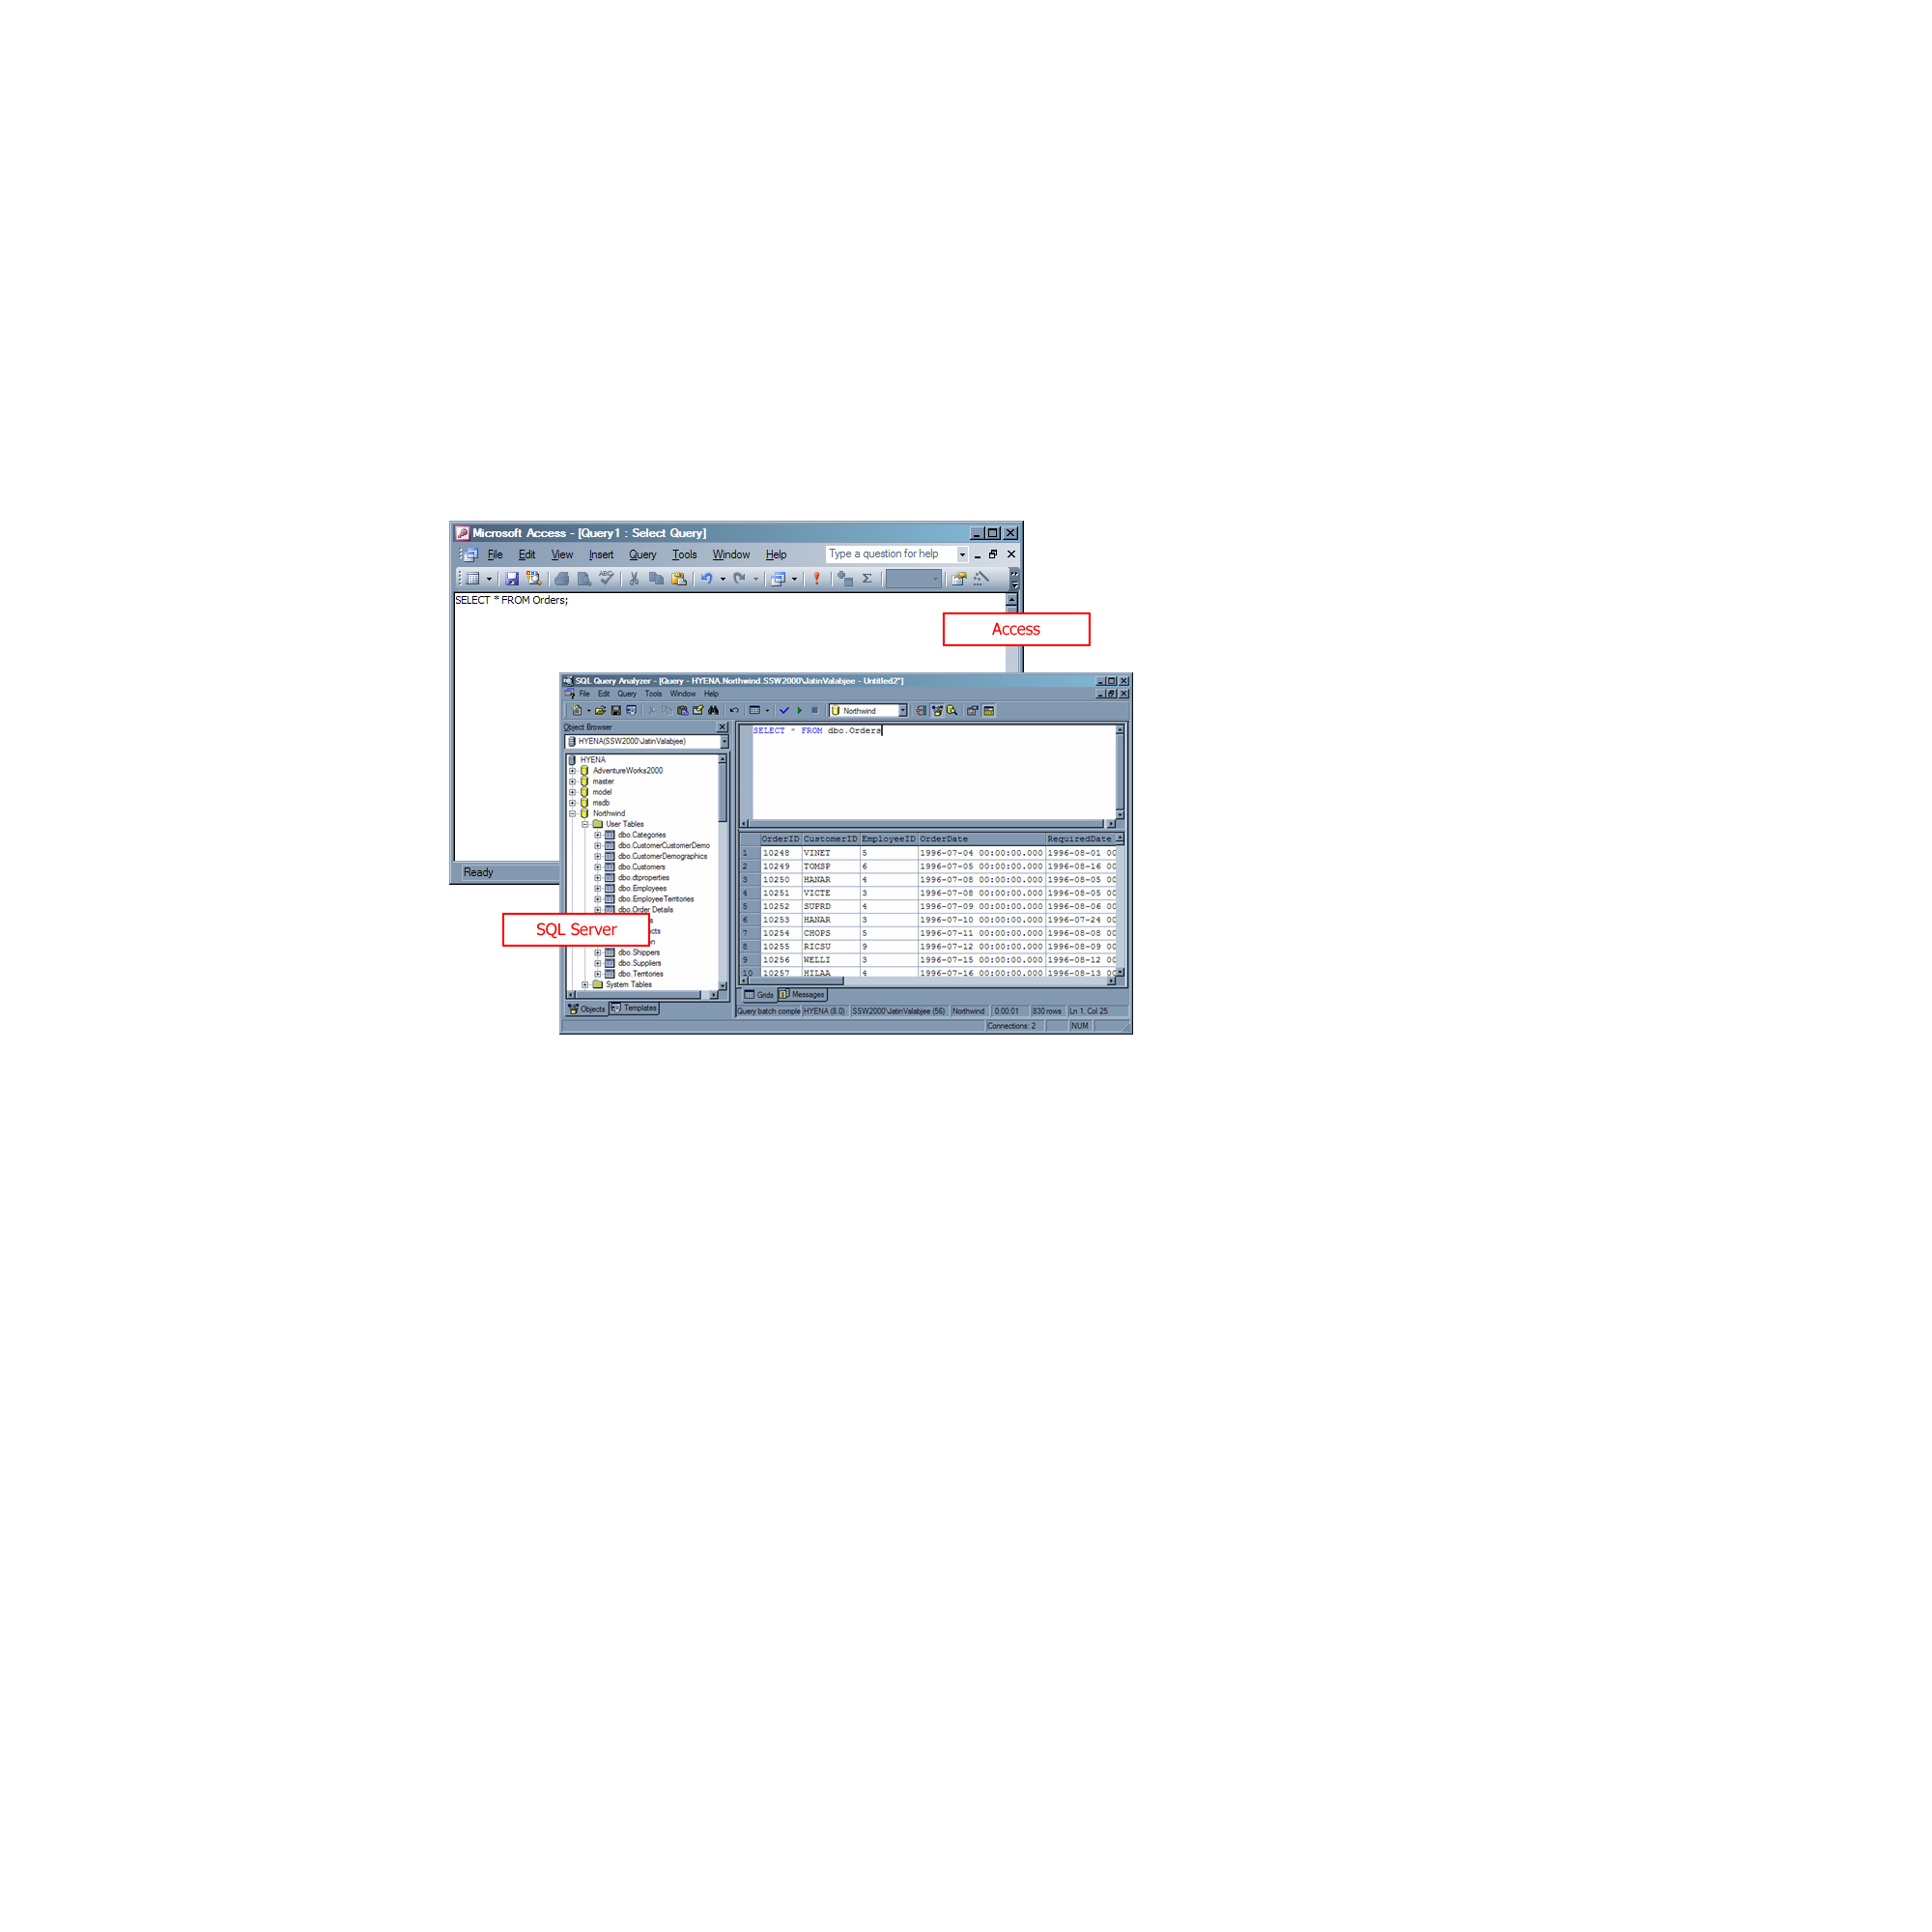 Microsoft Access - [Query1 : Select Query]
File Edit View Insert Query Tools Window Help Type a question for help
SELECT * FROM Orders;
Access
Ready
SQL Query Analyzer - [Query - HYENA.Northwind.SSW2000\JatinValabjee - Untitled2*]
File Edit Query Tools Window Help
Northwind
Object Browser
HYENA(SSW2000\JatinValabjee)
HYENA
AdventureWorks2000
master
model
msdb
Northwind
User Tables
dbo.Categories
dbo.CustomerCustomerDemo
dbo.CustomerDemographics
dbo.Customers
dbo.dtproperties
dbo.Employees
dbo.EmployeeTerritories
dbo.Order Details
SQL Server
dbo.Shippers
dbo.Suppliers
dbo.Territories
System Tables
Objects Templates
SELECT * FROM dbo.Orders
OrderID CustomerID EmployeeID OrderDate RequiredDate
1 10248 VINET 5 1996-07-04 00:00:00.000 1996-08-01 00
2 10249 TOMSP 6 1996-07-05 00:00:00.000 1996-08-16 00
3 10250 HANAR 4 1996-07-08 00:00:00.000 1996-08-05 00
4 10251 VICTE 3 1996-07-08 00:00:00.000 1996-08-05 00
5 10252 SUPRD 4 1996-07-09 00:00:00.000 1996-08-06 00
6 10253 HANAR 3 1996-07-10 00:00:00.000 1996-07-24 00
7 10254 CHOPS 5 1996-07-11 00:00:00.000 1996-08-08 00
8 10255 RICSU 9 1996-07-12 00:00:00.000 1996-08-09 00
9 10256 WELLI 3 1996-07-15 00:00:00.000 1996-08-12 00
10 10257 HILAA 4 1996-07-16 00:00:00.000 1996-08-13 00
Grids Messages
Query batch comple HYENA (8.0) SSW2000\JatinValabjee (56) Northwind 0:00:01 830 rows Ln 1, Col 25
Connections: 2 NUM